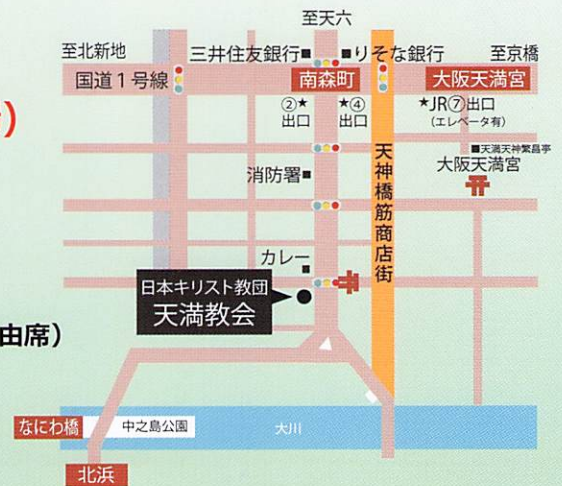 至天六
至北新地
三井住友銀行■
■りそな銀行
至京橋
国道1号線
南森町
大阪天満宮
②★
出口
★④
出口
★JR⑦出口
(エレベータ有)
■天満天神繁昌亭
大阪天満宮
消防署■
天神橋筋商店街
カレー
■
日本キリスト教団
天満教会
由席）
なにわ橋
中之島公園
大川
北浜